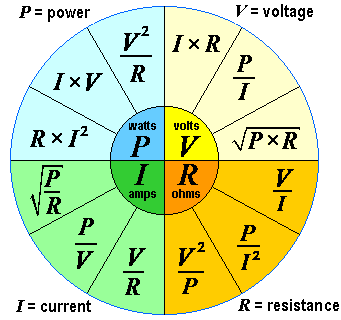 P = power
V = voltage
V²/R
I × R
I × V
P/I
R × I²
√(P × R)
watts
P
volts
V
I
amps
R
ohms
√(P/R)
V/I
P/V
P/I²
V/R
V²/P
I = current
R = resistance